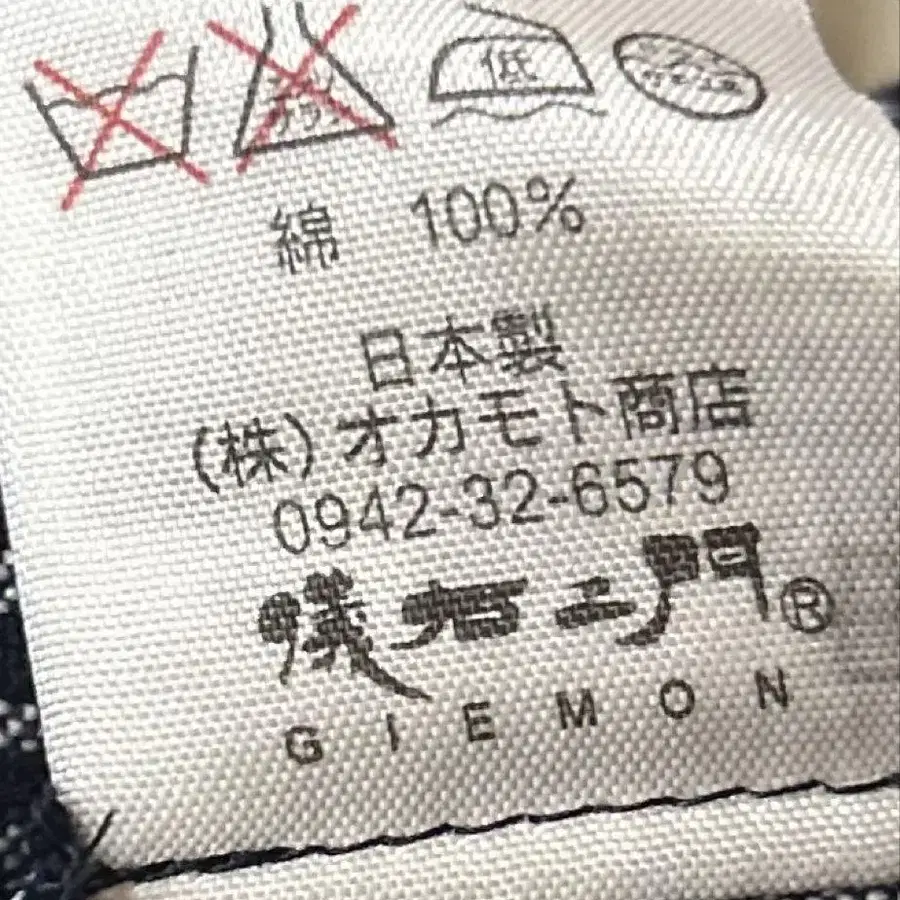 低
綿 100%
日本製
(株)オカモト商店
0942-32-6579
儀右ヱ門®
GIEMON